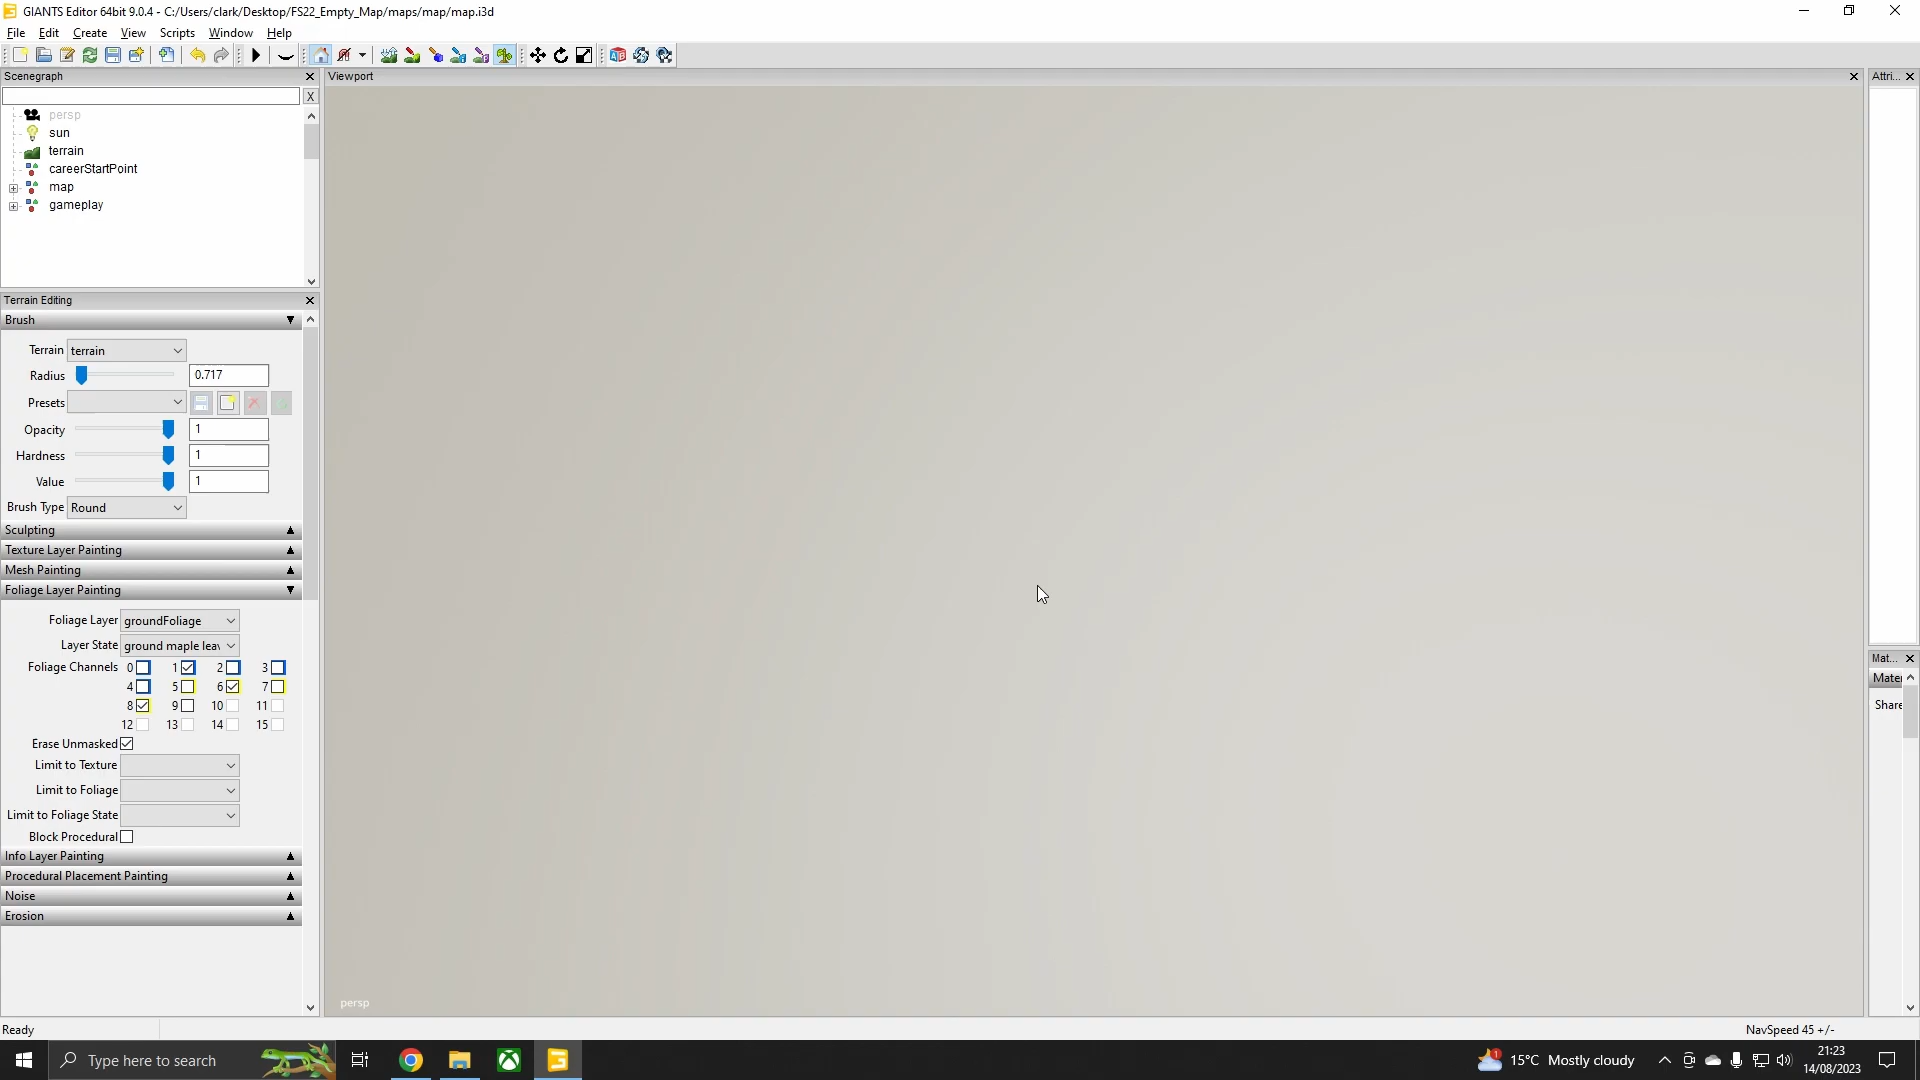 GIANTS Editor 64bit 9.0.4 - C:/Users/clark/Desktop/FS22_Empty_Map/maps/map/map.i3d
File Edit Create View Scripts Window Help
Scenegraph
X
persp
sun
terrain
careerStartPoint
map
gameplay
Terrain Editing
Brush
Terrain terrain
Radius 0.717
Presets
Opacity 1
Hardness 1
Value 1
Brush Type Round
Sculpting
Texture Layer Painting
Mesh Painting
Foliage Layer Painting
Foliage Layer groundFoliage
Layer State ground maple leav
Foliage Channels 0 1 2 3
4 5 6 7
8 9 10 11
12 13 14 15
Erase Unmasked
Limit to Texture
Limit to Foliage
Limit to Foliage State
Block Procedural
Info Layer Painting
Procedural Placement Painting
Noise
Erosion
Viewport
persp
Attri...
Mat...
Mater
Share
Ready
NavSpeed 45 +/-
Type here to search
1
15°C Mostly cloudy
21:23
14/08/2023